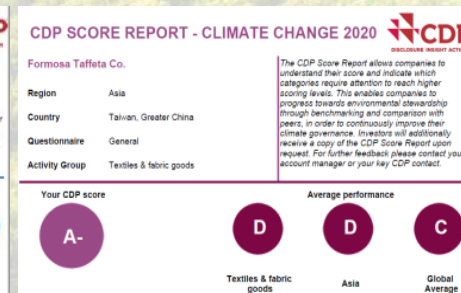 CDP SCORE REPORT - CLIMATE CHANGE 2020
DISCLOSURE INSIGHT
Formosa Taffeta Co.
Region Asia
Country Taiwan, Greater China
Questionnaire General
Activity Group Textiles & fabric goods
The CDP Score Report allows companies to
understand their score and indicate which
categories require attention to reach higher
scoring levels. This enables companies to
progress towards environmental stewardship
through benchmarking and comparison with
peers, in order to continuously improve their
climate governance. Investors will additionally
receive a copy of the CDP Score Report upon
request. For further feedback please contact
account manager or your key CDP contact.
Your CDP score
Average performance
A-
D
D
C
Textiles & fabric
goods
Asia
Global
Average